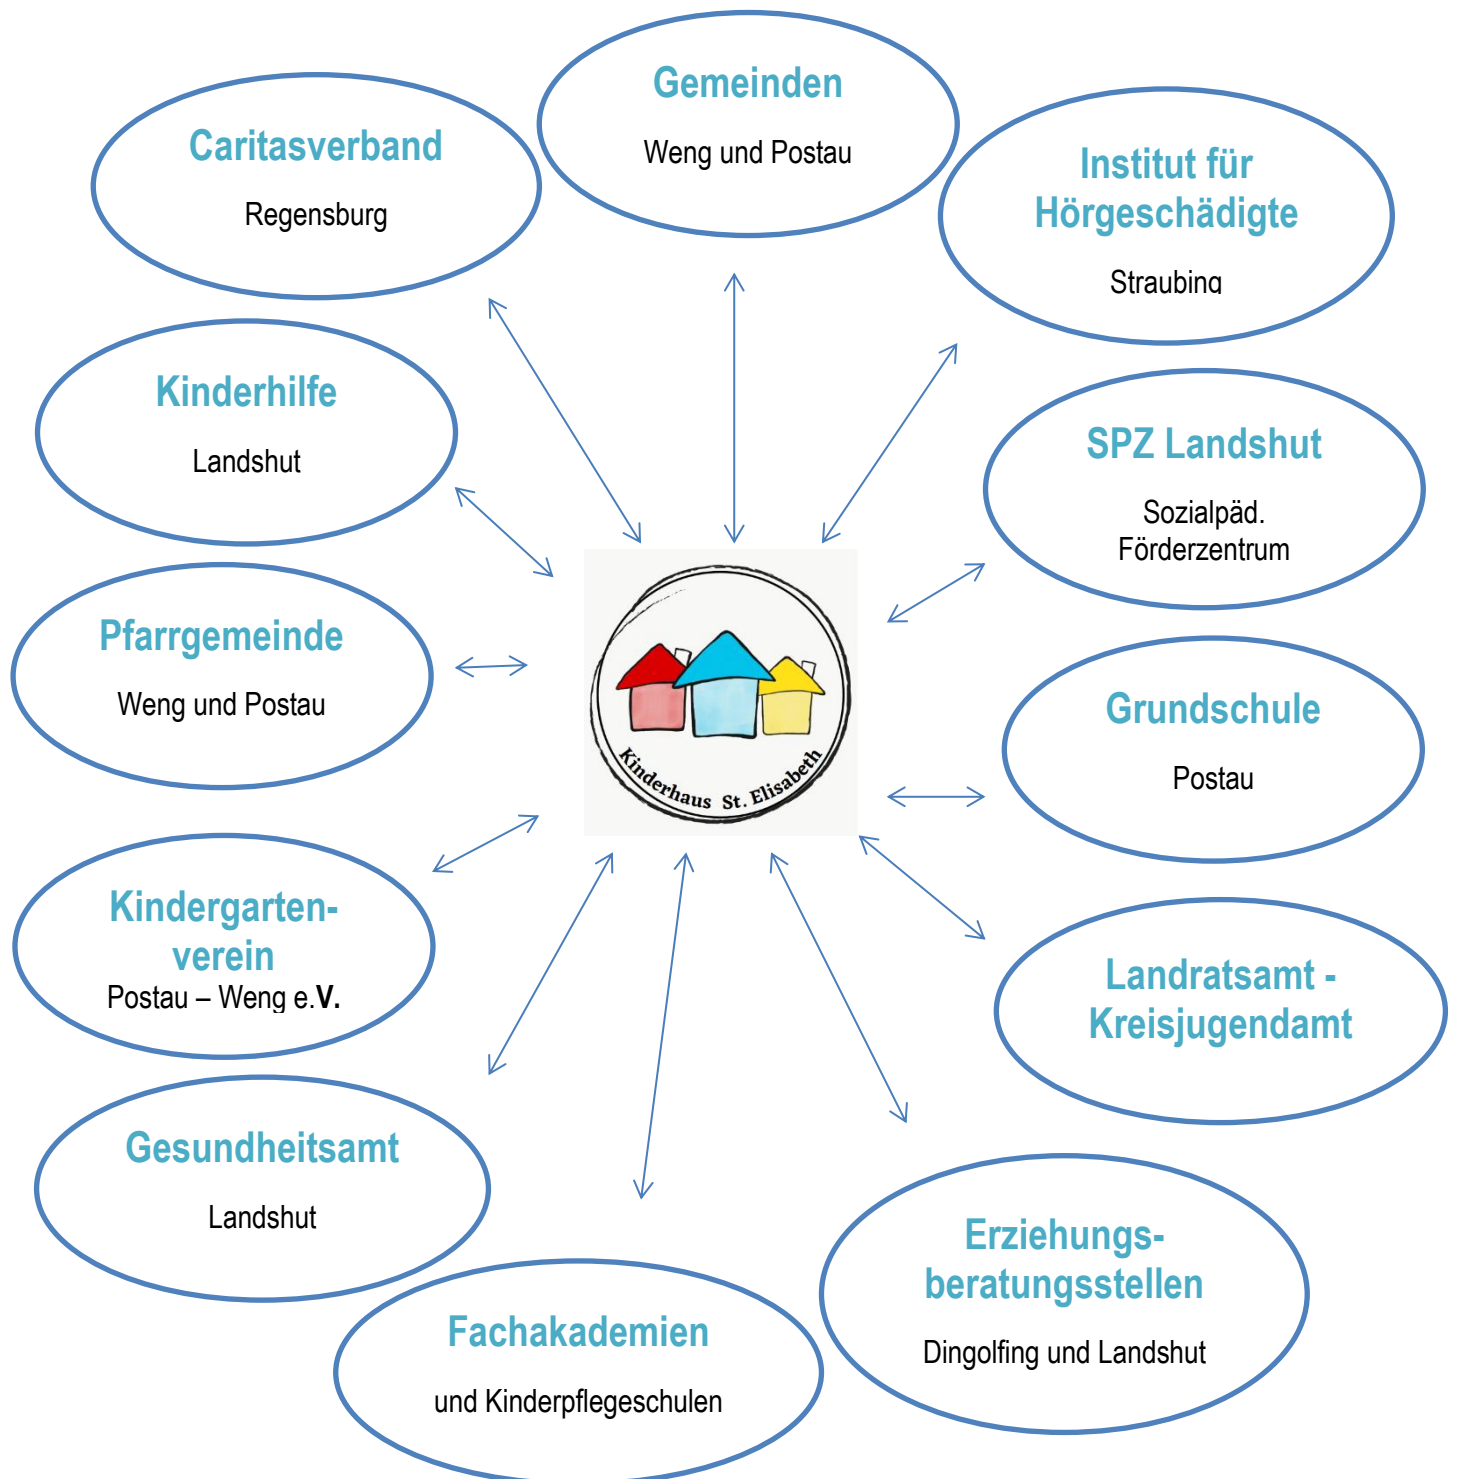 Gemeinden
Weng und Postau
Caritasverband
Regensburg
Institut für
Hörgeschädigte
Straubing
Kinderhilfe
Landshut
SPZ Landshut
Sozialpäd.
Förderzentrum
Pfarrgemeinde
Weng und Postau
Kinderhaus St. Elisabeth
Grundschule
Postau
Kindergarten-
verein
Postau – Weng e.V.
Landratsamt -
Kreisjugendamt
Gesundheitsamt
Landshut
Erziehungs-
beratungsstellen
Dingolfing und Landshut
Fachakademien
und Kinderpflegeschulen